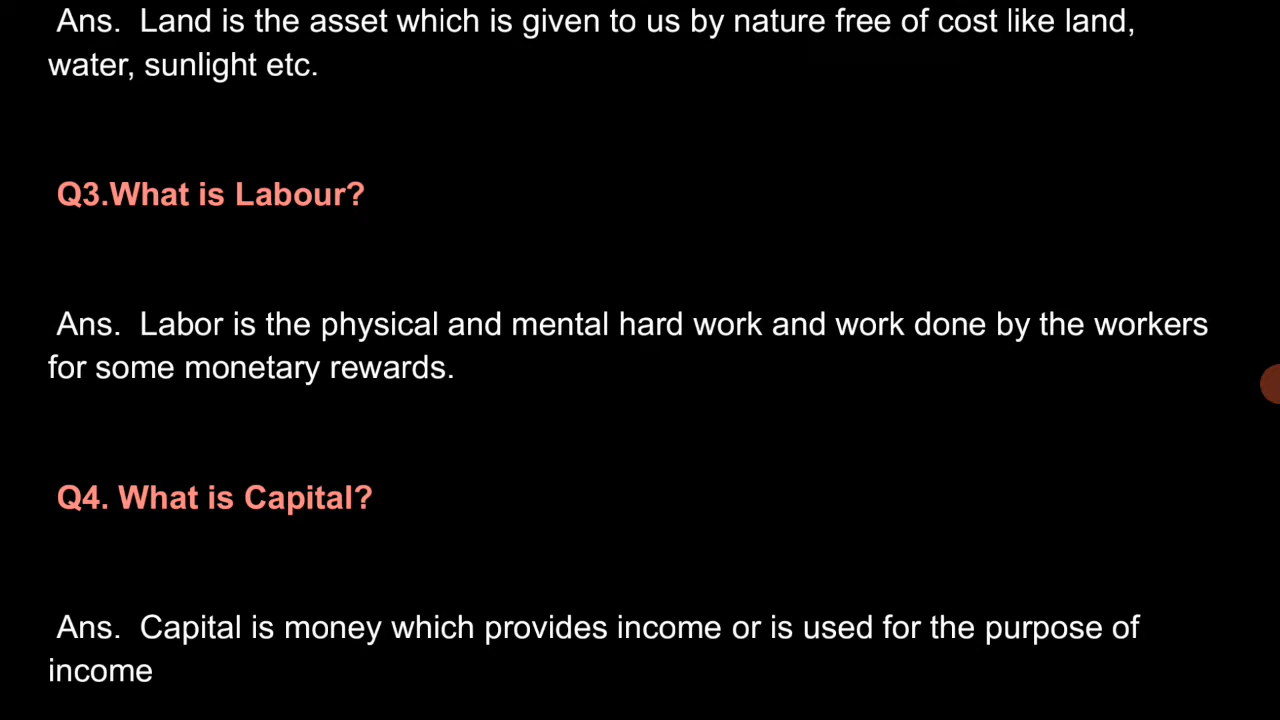 Ans.  Land is the asset which is given to us by nature free of cost like land,
water, sunlight etc.
Q3.What is Labour?
Ans.  Labor is the physical and mental hard work and work done by the workers
for some monetary rewards.
Q4. What is Capital?
Ans.  Capital is money which provides income or is used for the purpose of
income